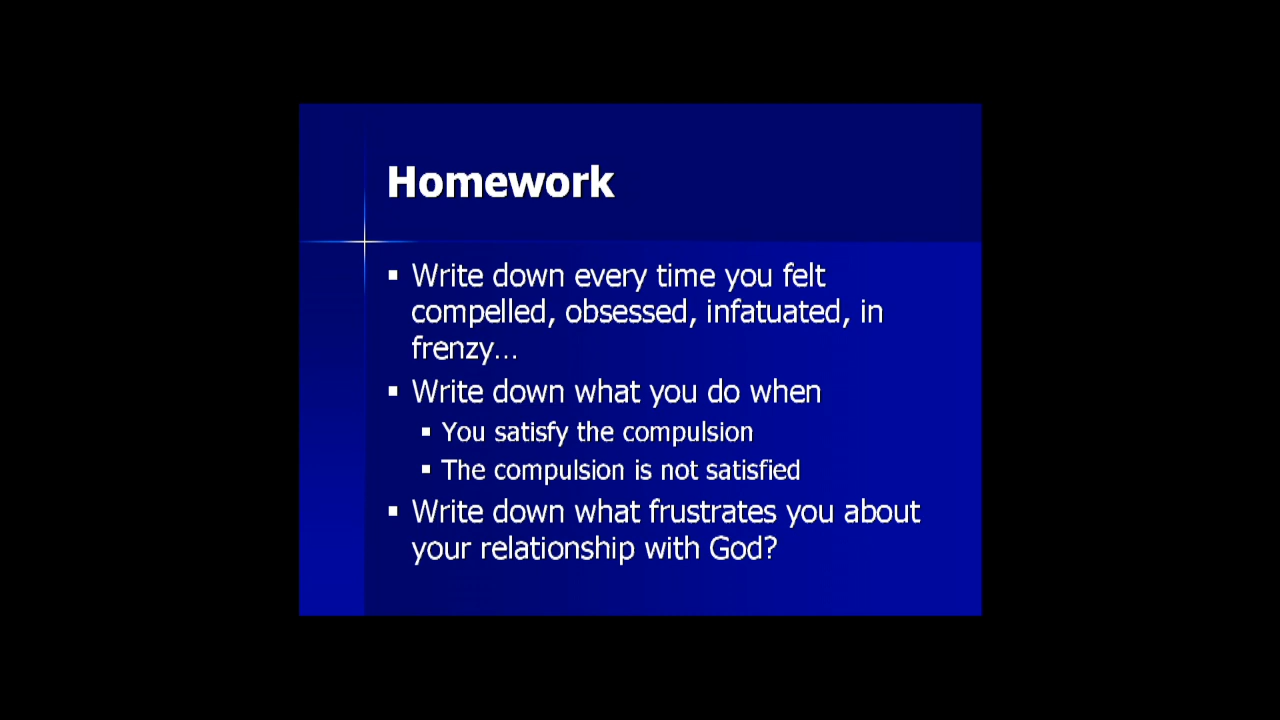 Homework
▪ Write down every time you felt
compelled, obsessed, infatuated, in
frenzy…
▪ Write down what you do when
▪ You satisfy the compulsion
▪ The compulsion is not satisfied
▪ Write down what frustrates you about
your relationship with God?